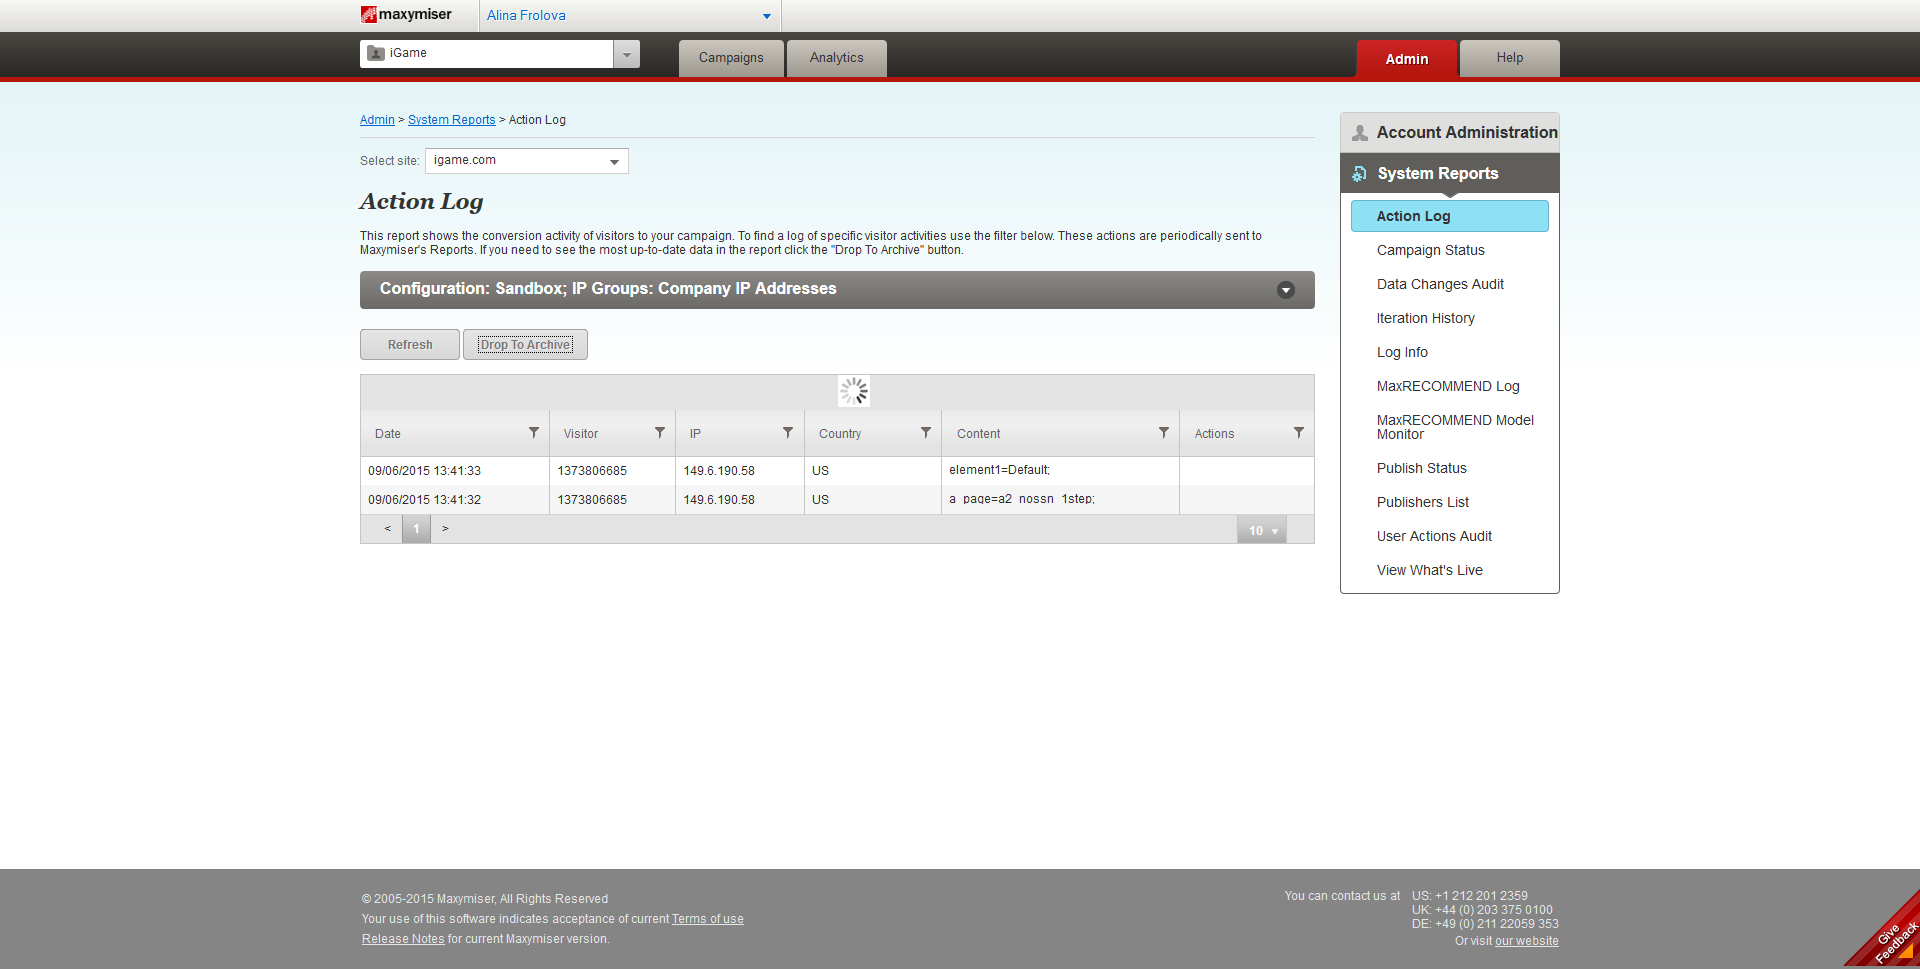 maxymiser
Alina Frolova
iGame
Campaigns
Analytics
Admin
Help
Admin > System Reports > Action Log
Select site:
igame.com
Action Log
This report shows the conversion activity of visitors to your campaign. To find a log of specific visitor activities use the filter below. These actions are periodically sent to
Maxymiser's Reports. If you need to see the most up-to-date data in the report click the "Drop To Archive" button.
Configuration: Sandbox; IP Groups: Company IP Addresses
Refresh
Drop To Archive
Date Visitor IP Country Content Actions
09/06/2015 13:41:33 1373806685 149.6.190.58 US element1=Default;
09/06/2015 13:41:32 1373806685 149.6.190.58 US a_page=a2_nossn_1step;
< 1 >
10
Account Administration
System Reports
Action Log
Campaign Status
Data Changes Audit
Iteration History
Log Info
MaxRECOMMEND Log
MaxRECOMMEND Model
Monitor
Publish Status
Publishers List
User Actions Audit
View What's Live
© 2005-2015 Maxymiser, All Rights Reserved
Your use of this software indicates acceptance of current Terms of use
Release Notes for current Maxymiser version.
You can contact us at US: +1 212 201 2359
UK: +44 (0) 203 375 0100
DE: +49 (0) 211 22059 353
Or visit our website
Give
Feedback